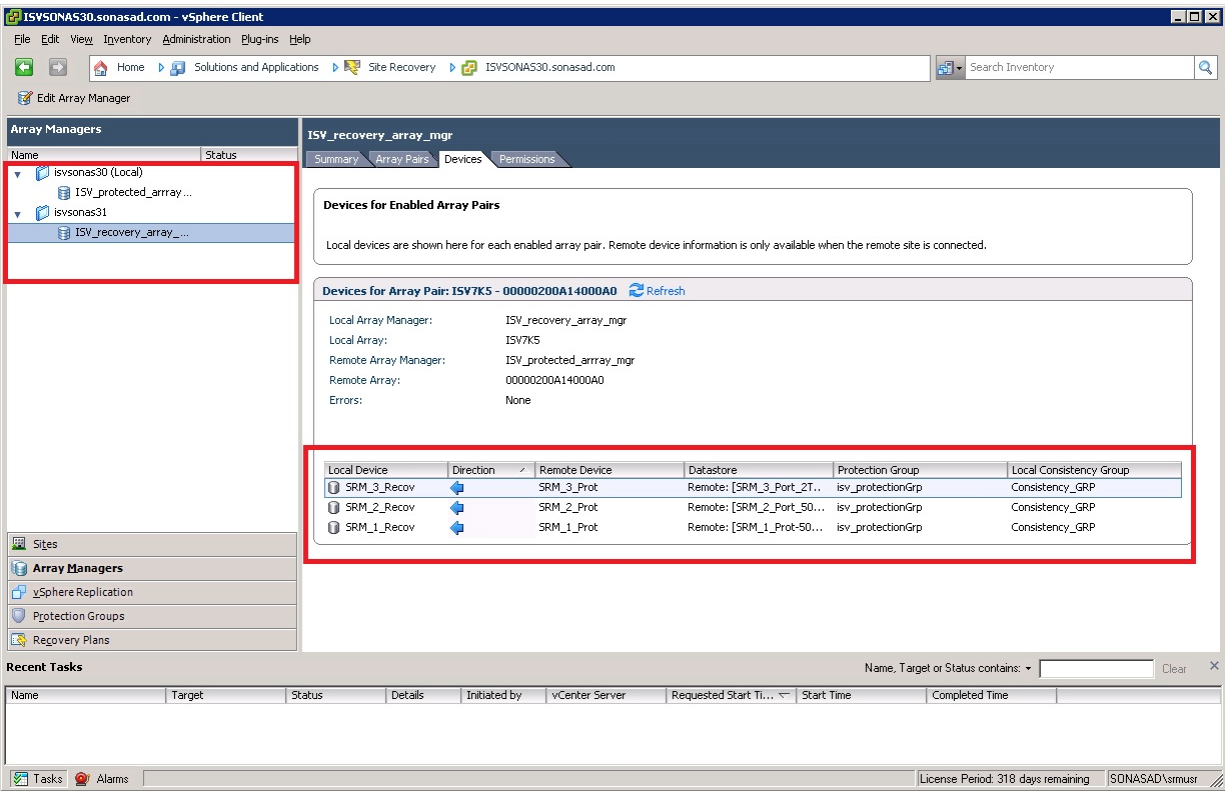 ISVSONAS30.sonasad.com - vSphere Client
File Edit View Inventory Administration Plug-ins Help
Home Solutions and Applications Site Recovery ISVSONAS30.sonasad.com Search Inventory
Edit Array Manager
Array Managers
Name Status
isvsonas30 (Local)
ISV_protected_arrray ...
isvsonas31
ISV_recovery_array_...
Sites
Array Managers
vSphere Replication
Protection Groups
Recovery Plans
ISV_recovery_array_mgr
Summary Array Pairs Devices Permissions
Devices for Enabled Array Pairs
Local devices are shown here for each enabled array pair. Remote device information is only available when the remote site is connected.
Devices for Array Pair: ISV7K5 - 00000200A14000A0 Refresh
Local Array Manager: ISV_recovery_array_mgr
Local Array: ISV7K5
Remote Array Manager: ISV_protected_arrray_mgr
Remote Array: 00000200A14000A0
Errors: None
Local Device Direction Remote Device Datastore Protection Group Local Consistency Group
SRM_3_Recov SRM_3_Prot Remote: [SRM_3_Port_2T... isv_protectionGrp Consistency_GRP
SRM_2_Recov SRM_2_Prot Remote: [SRM_2_Port_50... isv_protectionGrp Consistency_GRP
SRM_1_Recov SRM_1_Prot Remote: [SRM_1_Prot-50... isv_protectionGrp Consistency_GRP
Recent Tasks Name, Target or Status contains: Clear
Name Target Status Details Initiated by vCenter Server Requested Start Ti... Start Time Completed Time
Tasks Alarms License Period: 318 days remaining SONASAD\srmusr